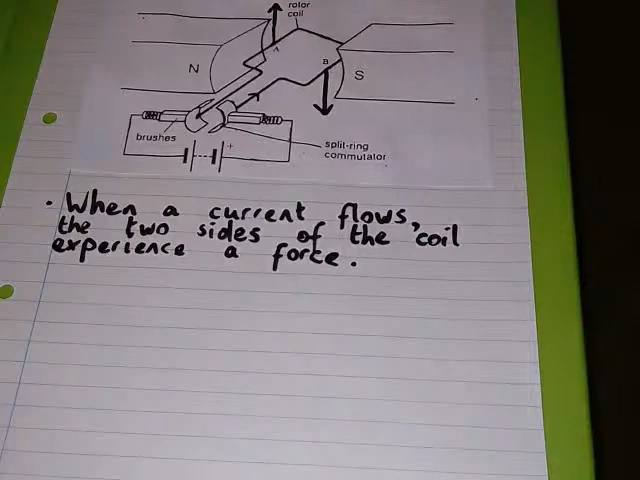 rotor
coil
A
B
N
S
brushes
+
split-ring
commutator
• When a current flows,
the two sides of the coil
experience a force.